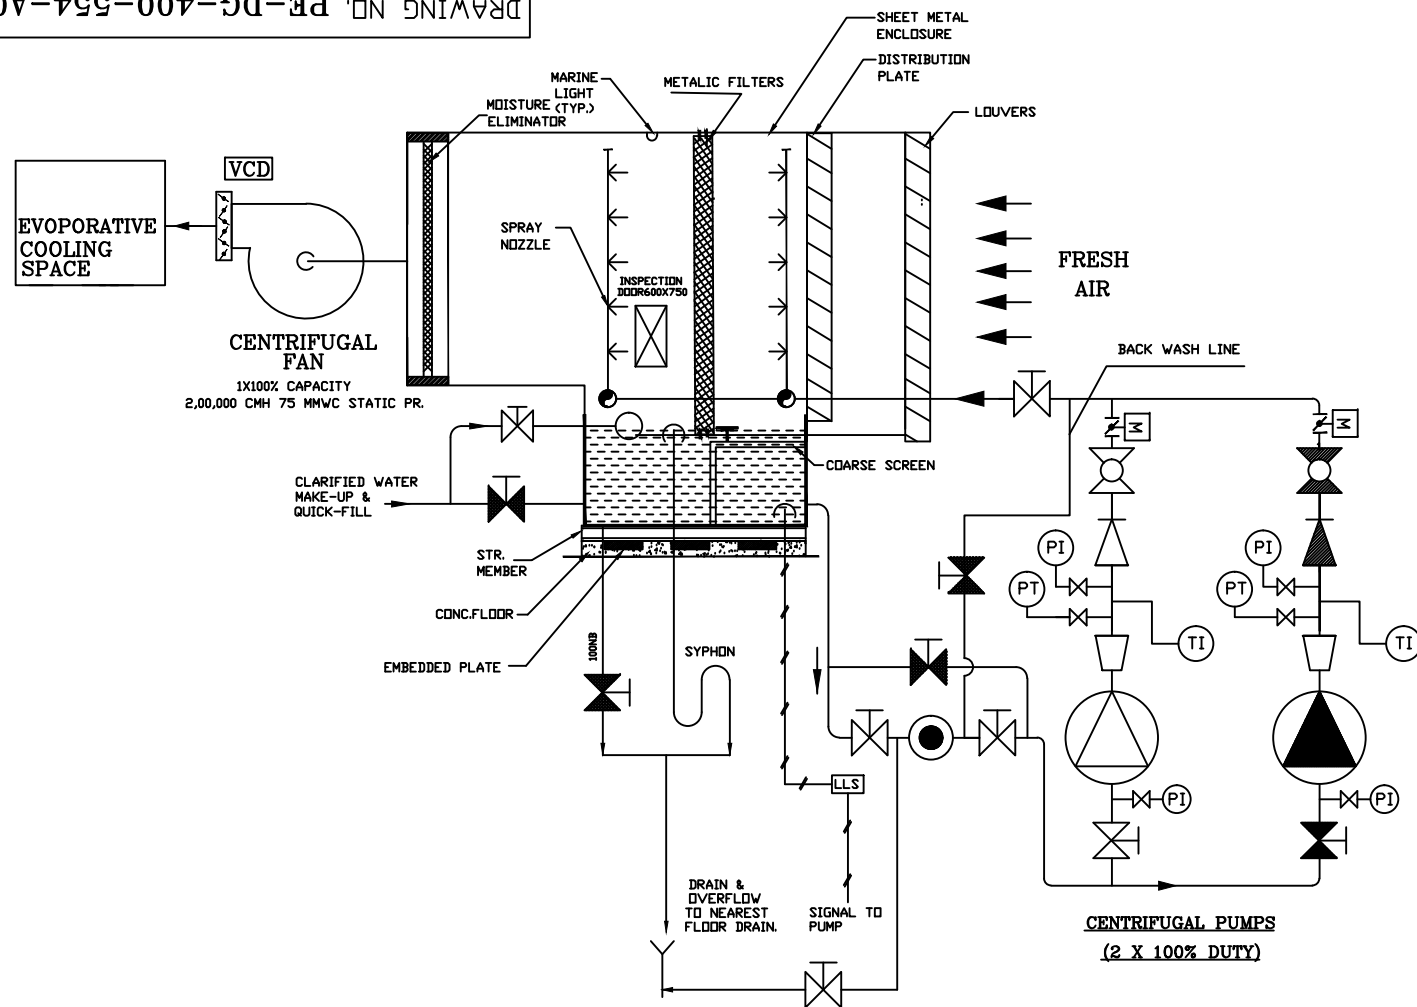 DRAWING NO. PE-DG-400-554-A0
SHEET METAL
ENCLOSURE
DISTRIBUTION
PLATE
MARINE
LIGHT
(TYP.)
METALIC FILTERS
MOISTURE
ELIMINATOR
LOUVERS
VCD
EVOPORATIVE
COOLING
SPACE
SPRAY
NOZZLE
INSPECTION
DOOR600X750
FRESH
AIR
CENTRIFUGAL
FAN
1X100% CAPACITY
2,00,000 CMH 75 MMWC STATIC PR.
BACK WASH LINE
M
M
COARSE SCREEN
CLARIFIED WATER
MAKE-UP &
QUICK-FILL
STR.
MEMBER
CONC.FLOOR
EMBEDDED PLATE
100NB
SYPHON
PI
PT
TI
PI
PT
TI
LLS
PI
PI
DRAIN &
OVERFLOW
TO NEAREST
FLOOR DRAIN.
SIGNAL TO
PUMP
CENTRIFUGAL PUMPS
(2 X 100% DUTY)